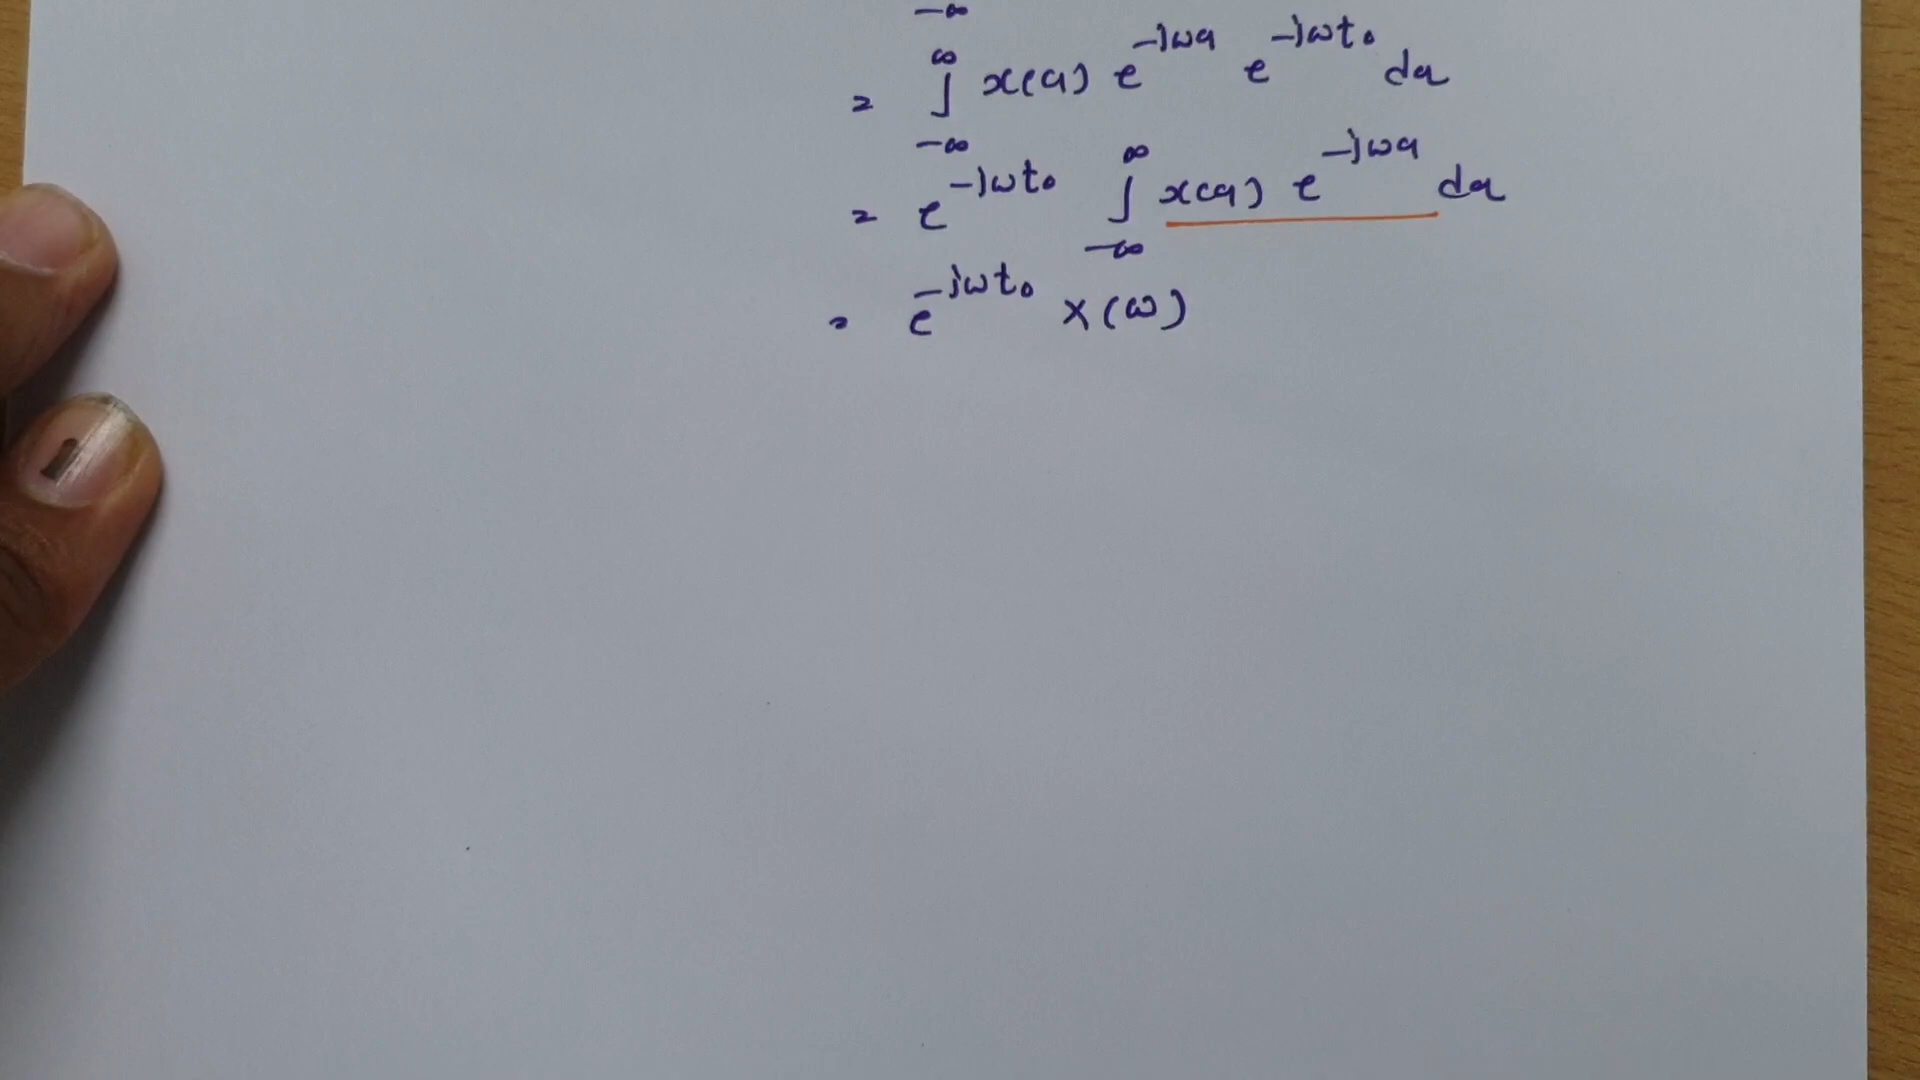 -∞
= ∫_{-∞}^{∞} x(a) e^{-jωa} e^{-jωt₀} da
= e^{-jωt₀} ∫_{-∞}^{∞} x(a) e^{-jωa} da
= e^{-jωt₀} X(ω)